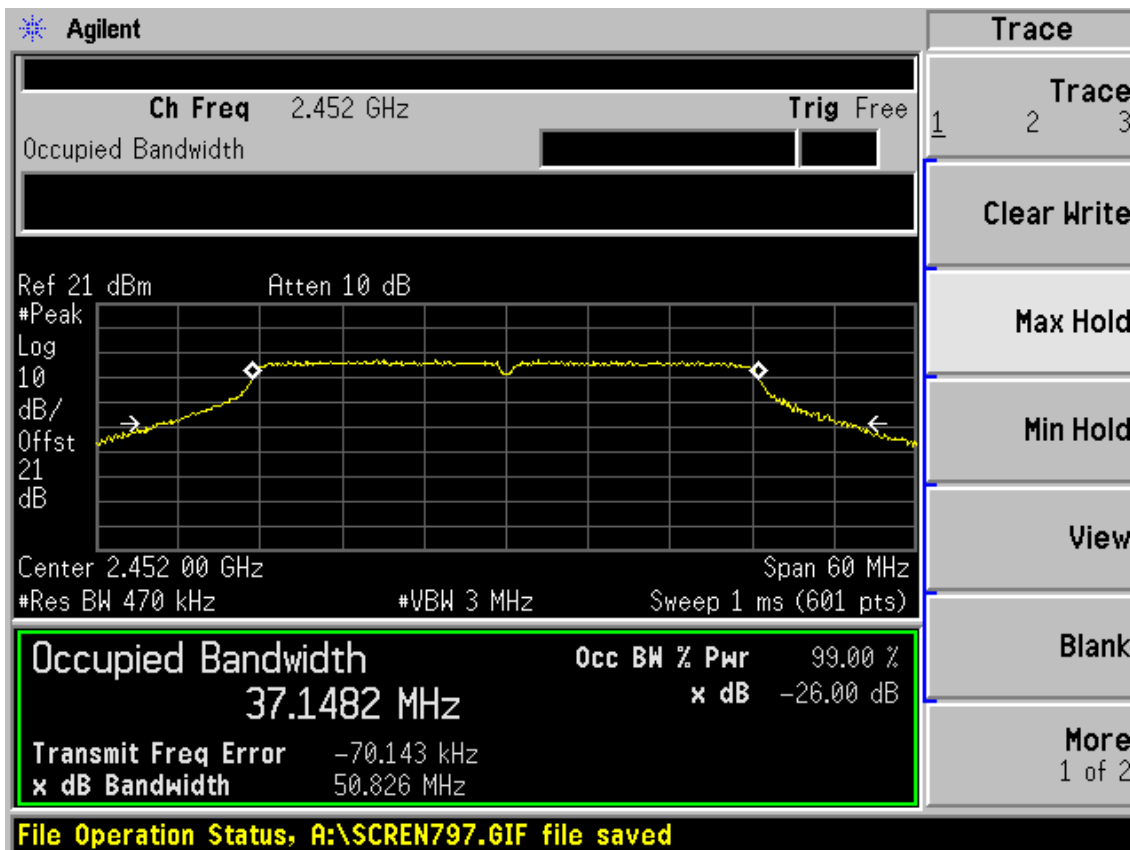 Agilent
Trace
Ch Freq 2.452 GHz Trig Free
Occupied Bandwidth
Trace
1 2 3
Clear Write
Max Hold
Min Hold
View
Blank
More
1 of 2
Ref 21 dBm Atten 10 dB
#Peak
Log
10
dB/
Offst
21
dB
Center 2.452 00 GHz Span 60 MHz
#Res BW 470 kHz #VBW 3 MHz Sweep 1 ms (601 pts)
Occupied Bandwidth
37.1482 MHz
Occ BW % Pwr 99.00 %
x dB -26.00 dB
Transmit Freq Error -70.143 kHz
x dB Bandwidth 50.826 MHz
File Operation Status, A:\SCREN797.GIF file saved